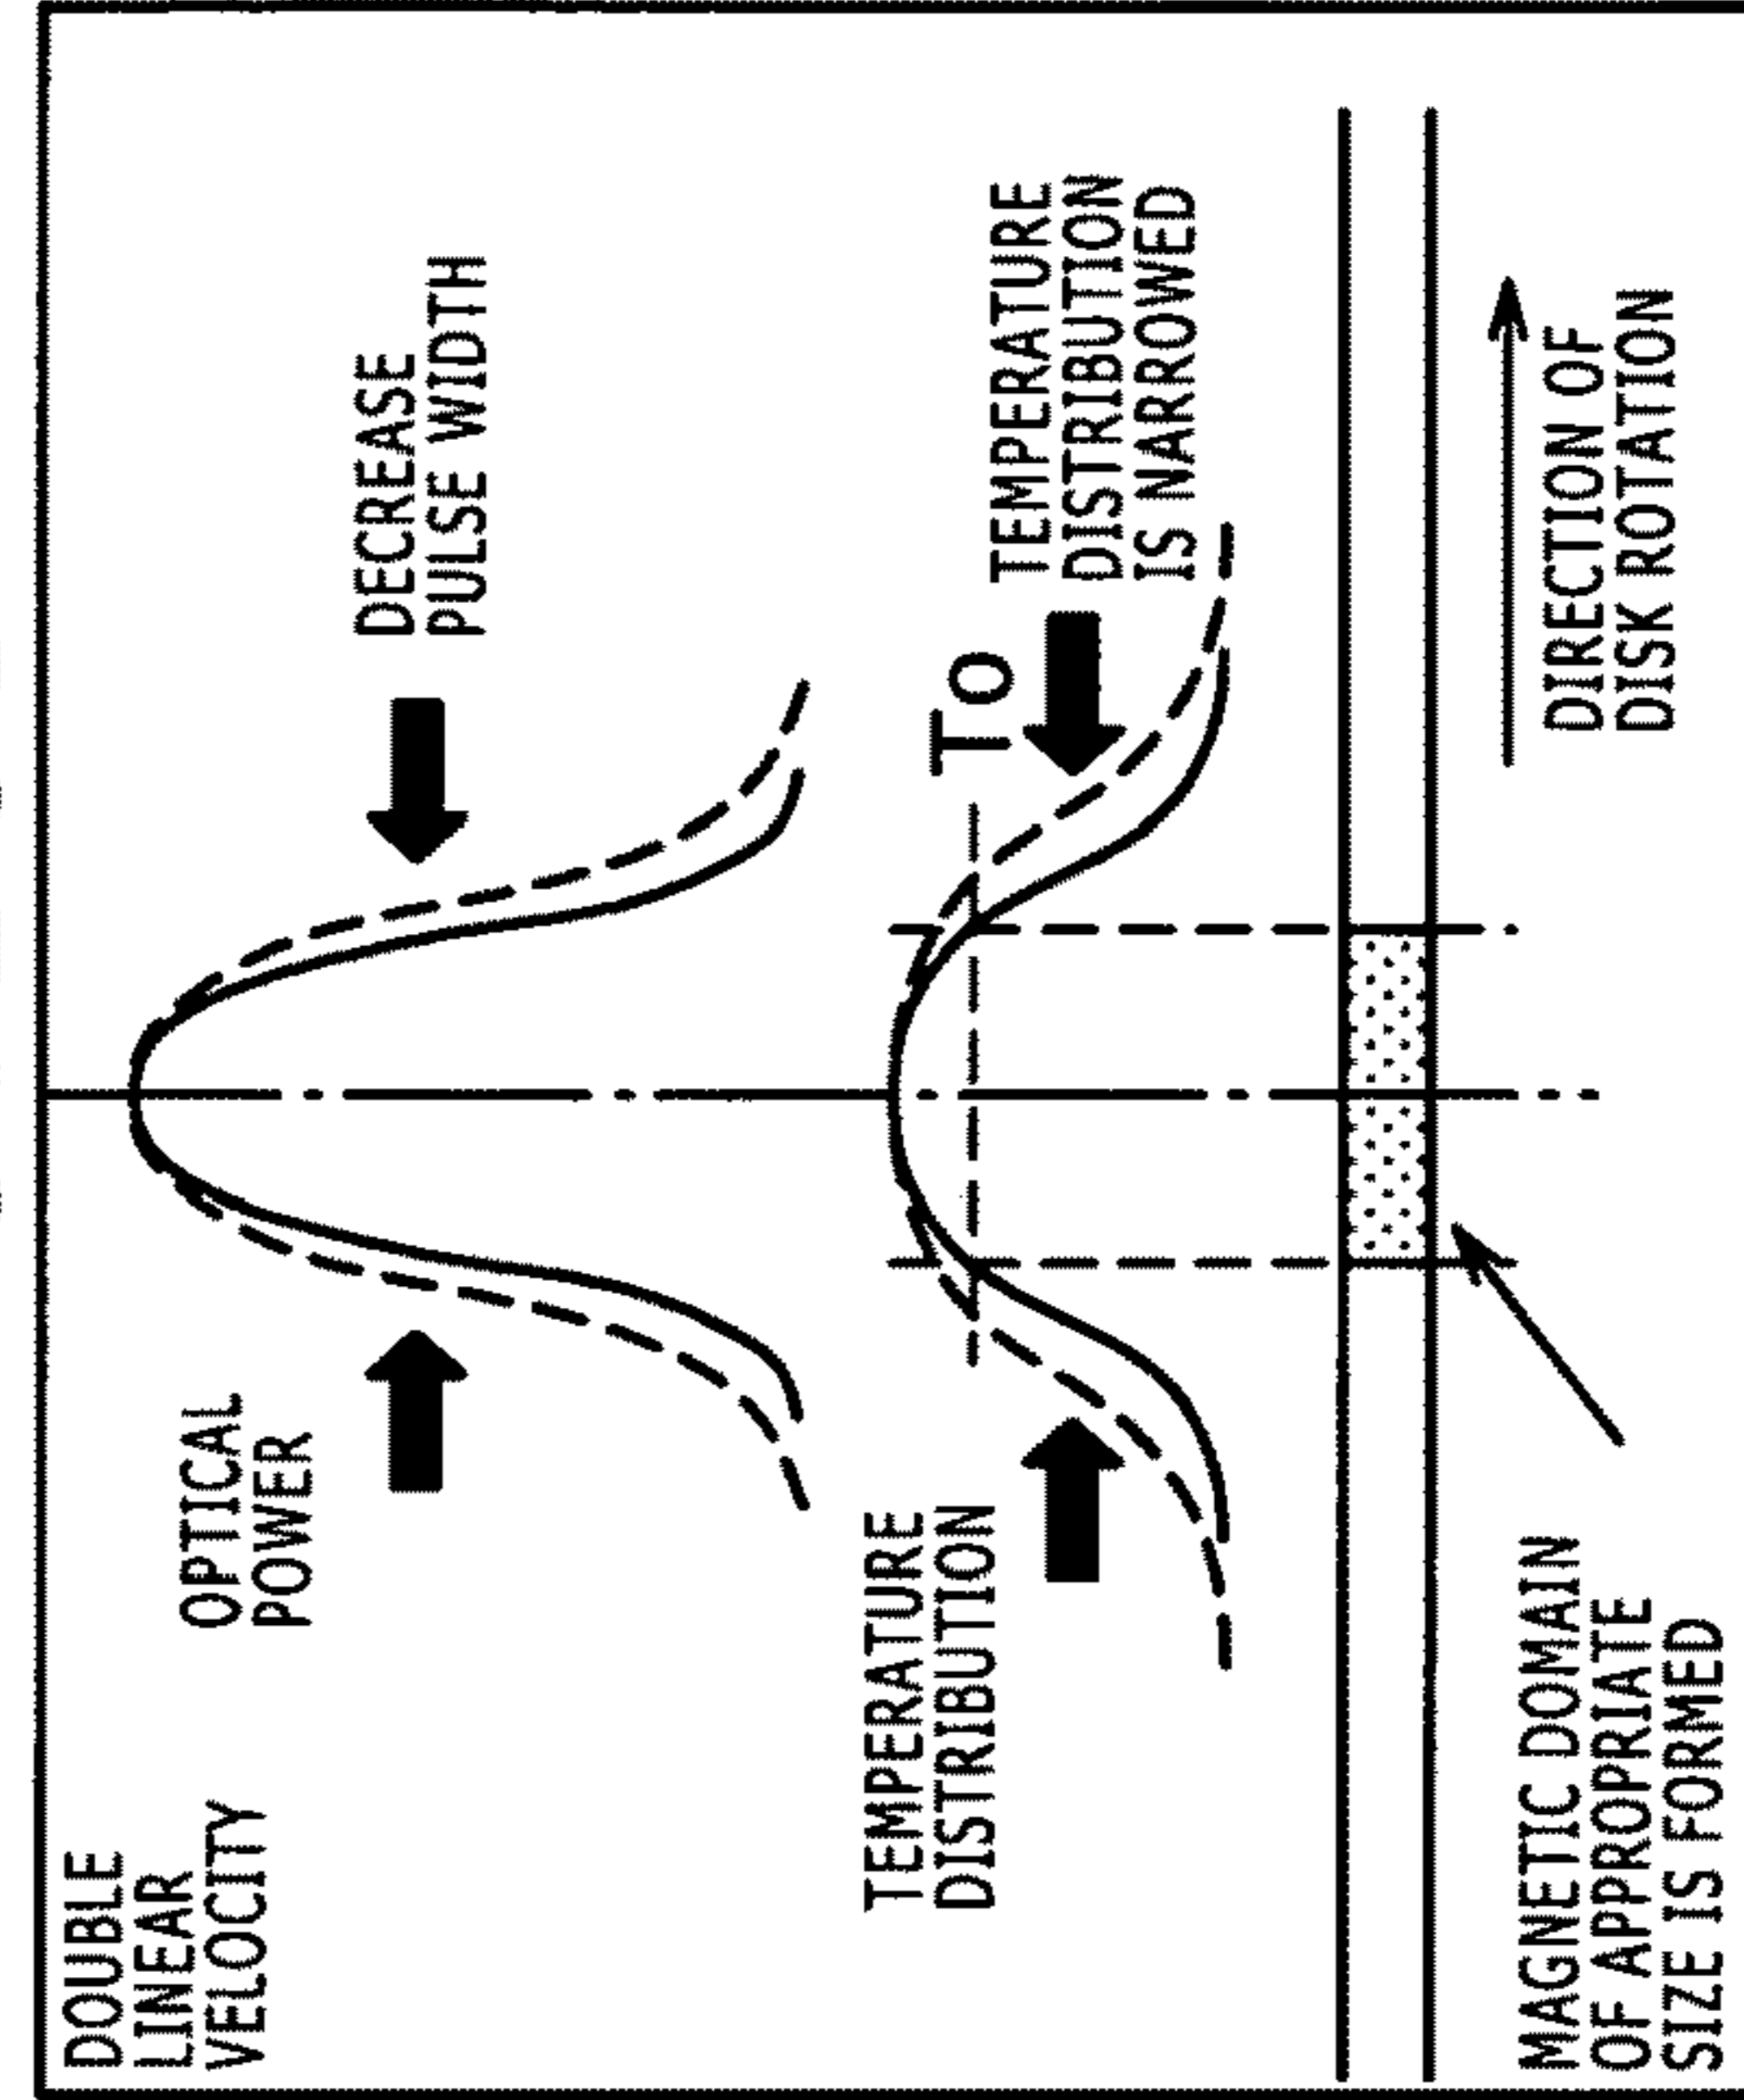 DOUBLE
LINEAR
VELOCITY
OPTICAL
POWER
DECREASE
PULSE WIDTH
TEMPERATURE
DISTRIBUTION
TO
TEMPERATURE
DISTRIBUTION
IS NARROWED
MAGNETIC DOMAIN
OF APPROPRIATE
SIZE IS FORMED
DIRECTION OF
DISK ROTATION